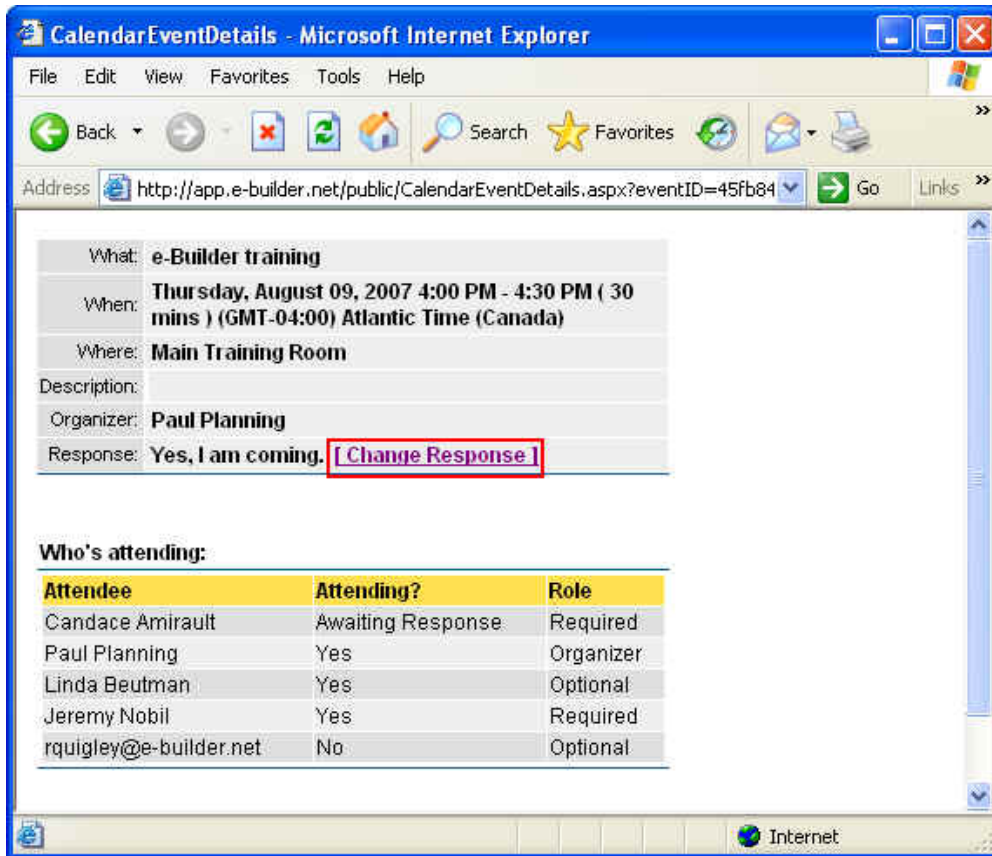 CalendarEventDetails - Microsoft Internet Explorer
File Edit View Favorites Tools Help
Back Search Favorites »
Address http://app.e-builder.net/public/CalendarEventDetails.aspx?eventID=45fb84 Go Links »
What: e-Builder training
When: Thursday, August 09, 2007 4:00 PM - 4:30 PM ( 30
mins ) (GMT-04:00) Atlantic Time (Canada)
Where: Main Training Room
Description:
Organizer: Paul Planning
Response: Yes, I am coming. [ Change Response ]
Who's attending:
Attendee Attending? Role
Candace Amirault Awaiting Response Required
Paul Planning Yes Organizer
Linda Beutman Yes Optional
Jeremy Nobil Yes Required
rquigley@e-builder.net No Optional
Internet